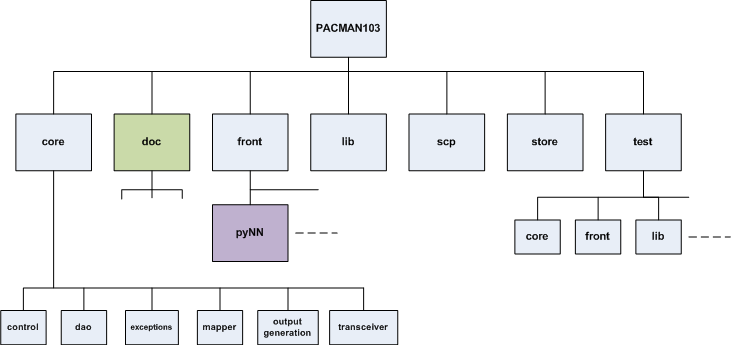 PACMAN103
core
doc
front
lib
scp
store
test
pyNN
core
front
lib
control
dao
exceptions
mapper
output
generation
transceiver